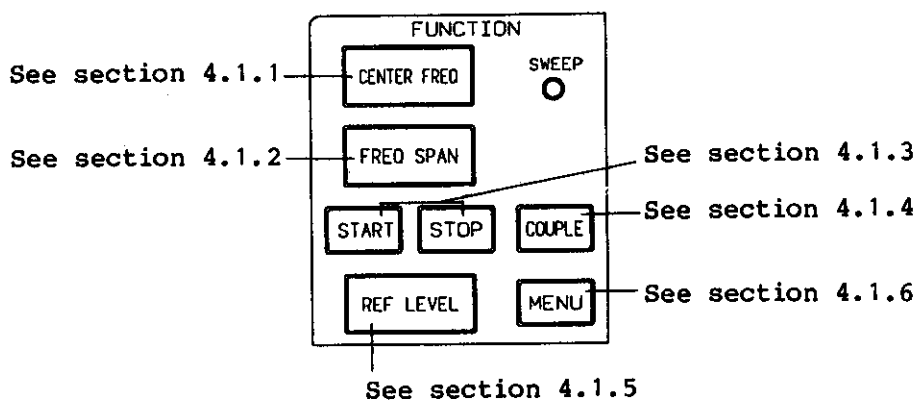 FUNCTION
See section 4.1.1
CENTER FREQ
SWEEP
See section 4.1.2
FREQ SPAN
See section 4.1.3
START
STOP
COUPLE
See section 4.1.4
REF LEVEL
MENU
See section 4.1.6
See section 4.1.5